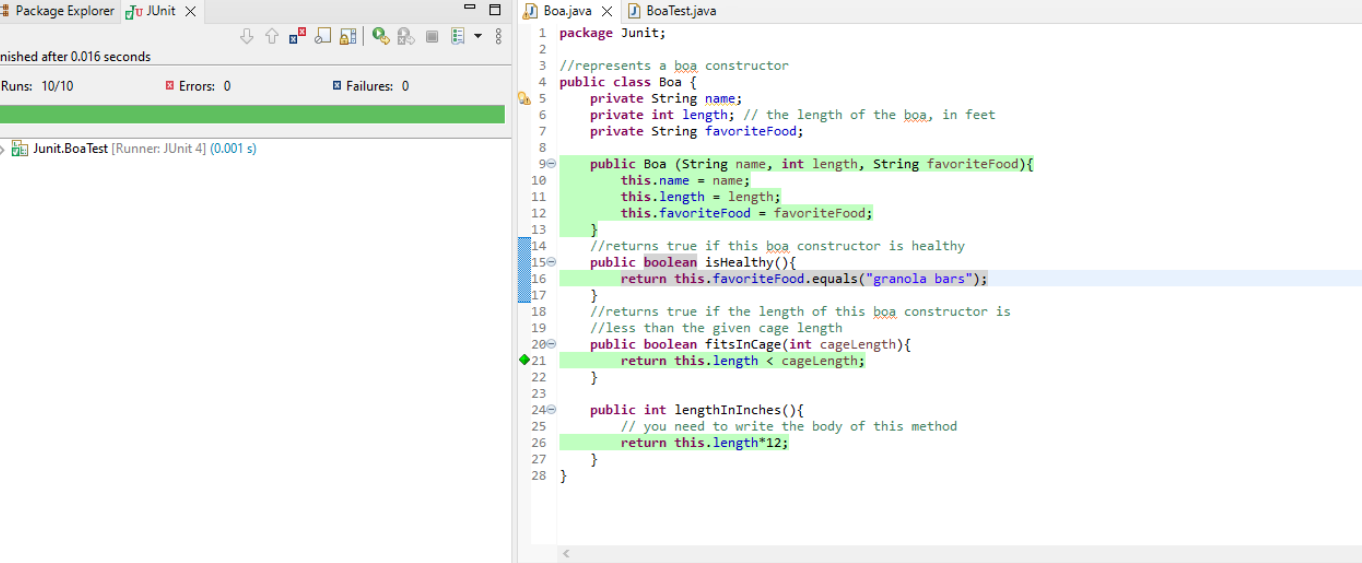 Package Explorer JUnit
nished after 0.016 seconds
Runs: 10/10 Errors: 0 Failures: 0
Junit.BoaTest [Runner: JUnit 4] (0.001 s)
Boa.java BoaTest.java
1 package Junit;
2
3 //represents a boa constructor
4 public class Boa {
5 private String name;
6 private int length; // the length of the boa, in feet
7 private String favoriteFood;
8
9 public Boa (String name, int length, String favoriteFood){
10 this.name = name;
11 this.length = length;
12 this.favoriteFood = favoriteFood;
13 }
14 //returns true if this boa constructor is healthy
15 public boolean isHealthy(){
16 return this.favoriteFood.equals("granola bars");
17 }
18 //returns true if the length of this boa constructor is
19 //less than the given cage length
20 public boolean fitsInCage(int cageLength){
21 return this.length < cageLength;
22 }
23
24 public int lengthInInches(){
25 // you need to write the body of this method
26 return this.length*12;
27 }
28 }